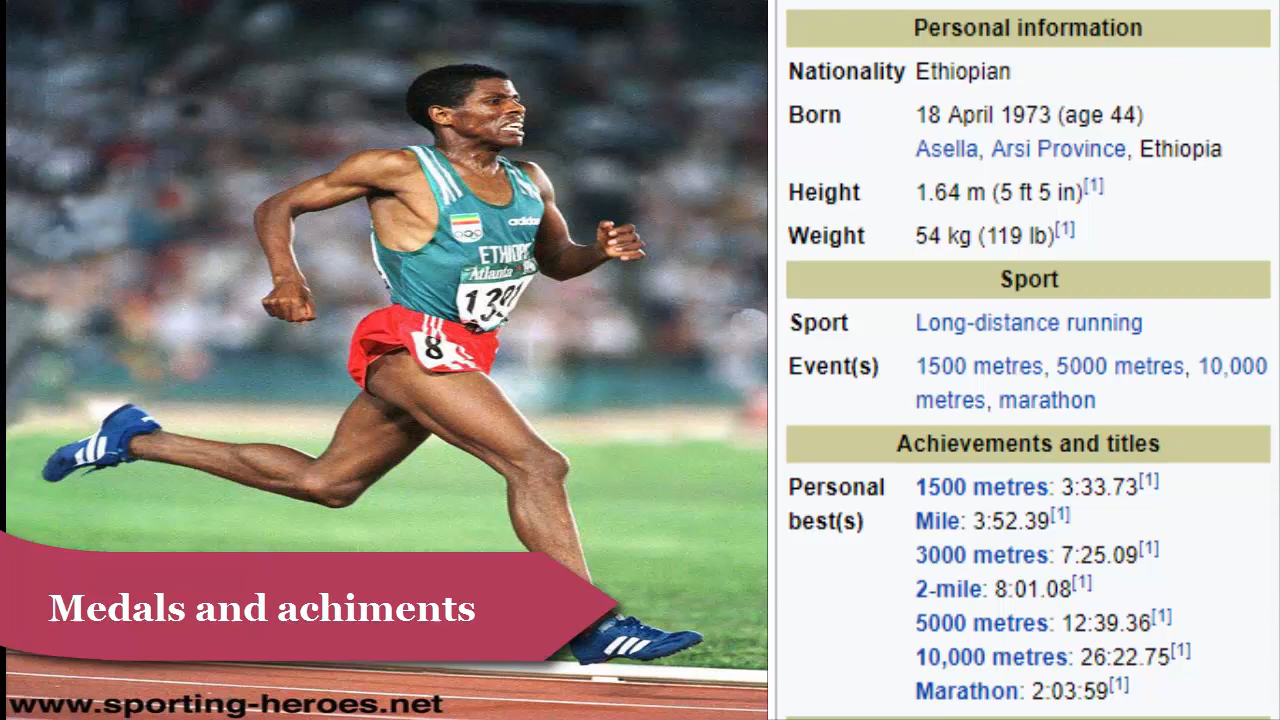 adidas
ETHIOPI
Atlanta
8
Medals and achiments
www.sporting-heroes.net
Personal information
Nationality Ethiopian
Born 18 April 1973 (age 44)
Asella, Arsi Province, Ethiopia
Height 1.64 m (5 ft 5 in)[1]
Weight 54 kg (119 lb)[1]
Sport
Sport Long-distance running
Event(s) 1500 metres, 5000 metres, 10,000
metres, marathon
Achievements and titles
Personal 1500 metres: 3:33.73[1]
best(s) Mile: 3:52.39[1]
3000 metres: 7:25.09[1]
2-mile: 8:01.08[1]
5000 metres: 12:39.36[1]
10,000 metres: 26:22.75[1]
Marathon: 2:03:59[1]